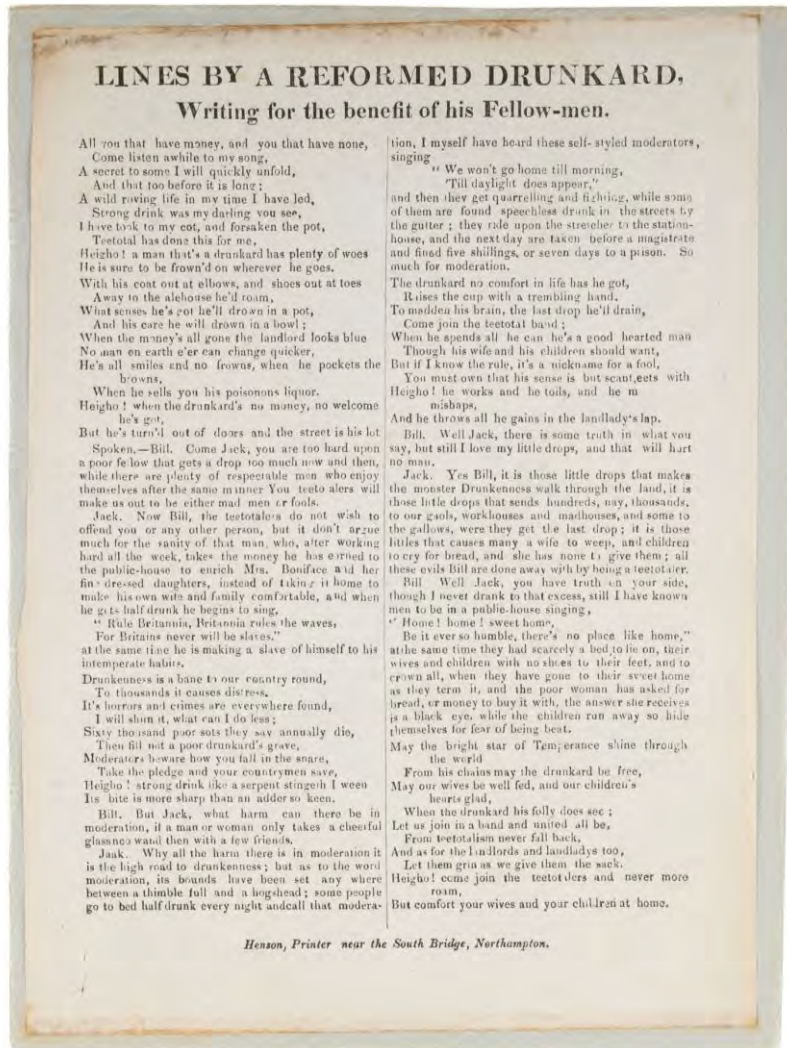 LINES BY A REFORMED DRUNKARD,
Writing for the benefit of his Fellow-men.
All you that have money, and you that have none,
Come listen awhile to my song,
A secret to some I will quickly unfold,
And that too before it is long;
A wild roving life in my time I have led,
Strong drink was my darling you see,
I have took to my cot, and forsaken the pot,
Teetotal has done this for me,
Heigho! a man that's a drunkard has plenty of woes
He is sure to be frown'd on wherever he goes.
With his coat out at elbows, and shoes out at toes
Away to the alehouse he'd roam,
What senses he's got he'll drown in a pot,
And his care he will drown in a bowl;
When the money's all gone the landlord looks blue
No man on earth e'er can change quicker,
He's all smiles and no frowns, when he pockets the
browns,
When he sells you his poisonons liquor.
Heigho! when the drunkard's no money, no welcome
he's got,
But he's turn'd out of doors and the street is his lot
Spoken.—Bill. Come Jack, you are too hard upon
a poor fellow that gets a drop too much now and then,
while there are plenty of respectable men who enjoy
themselves after the same manner You teetotalers will
make us out to be either mad men or fools.
Jack. Now Bill, the teetotalers do not wish to
offend you or any other person, but it don't argue
much for the sanity of that man, who, after working
hard all the week, takes the money he has earned to
the public-house to enrich Mrs. Boniface and her
fine dressed daughters, instead of taking it home to
make his own wife and family comfortable, and when
he gets half drunk he begins to sing,
" Rule Britannia, Britannia rules the waves,
For Britains never will be slaves."
at the same time he is making a slave of himself to his
intemperate habits.
Drunkenness is a bane to our country round,
To thousands it causes distress.
It's horrors and crimes are everywhere found,
I will shun it, what can I do less;
Sixty thousand poor sots they say annually die,
Then fill not a poor drunkard's grave,
Moderators beware how you fall in the snare,
Take the pledge and your countrymen save,
Heigho! strong drink like a serpent stingeth I ween
Its bite is more sharp than an adder so keen.
Bill. But Jack, what harm can there be in
moderation, if a man or woman only takes a cheerful
glass now and then with a few friends.
Jaak. Why all the harm there is in moderation it
is the high road to drunkenness; but as to the word
moderation, its bounds have been set any where
between a thimble full and a hogshead; some people
go to bed half drunk every night andcall that modera-
tion, I myself have heard these self-styled moderators,
singing
" We won't go home till morning,
'Till daylight does appear,"
and then they get quarrelling and fighting, while some
of them are found speechless drunk in the streets by
the gutter; they ride upon the stretcher to the station-
house, and the next day are taken before a magistrate
and fined five shillings, or seven days to a prison. So
much for moderation.
The drunkard no comfort in life has he got,
Raises the cup with a trembling hand.
To madden his brain, the last drop he'll drain,
Come join the teetotal band;
When he spends all he can he's a good hearted man
Though his wife and his children should want,
But if I know the rule, it's a nickname for a fool,
You must own that his sense is but scant,eets with
Heigho! he works and he toils, and he m
mishaps,
And he throws all he gains in the landlady's lap.
Bill. Well Jack, there is some truth in what you
say, but still I love my little drops, and that will hurt
no man.
Jack. Yes Bill, it is those little drops that makes
the monster Drunkenness walk through the land, it is
those little drops that sends hundreds, nay, thousands,
to our gaols, workhouses and madhouses, and some to
the gallows, were they get the last drop; it is those
littles that causes many a wife to weep, and children
to cry for bread, and she has none to give them; all
these evils Bill are done away with by being a teetotaler.
Bill Well Jack, you have truth on your side,
though I never drank to that excess, still I have known
men to be in a public-house singing,
" Home! home! sweet home,
Be it ever so humble, there's no place like home,"
atthe same time they had scarcely a bed to lie on, their
wives and children with no shoes to their feet, and to
crown all, when they have gone to their sweet home
as they term it, and the poor woman has asked for
bread, or money to buy it with, the answer she receives
is a black eye, while the children run away so hide
themselves for fear of being beat.
May the bright star of Temperance shine through
the world
From his chains may the drunkard be free,
May our wives be well fed, and our children's
hearts glad,
When the drunkard his folly does see;
Let us join in a band and united all be,
From teetotalism never fall back,
And as for the landlords and landladys too,
Let them grin as we give them the sack.
Heigho! come join the teetotalers and never more
roam,
But comfort your wives and your children at home.
Henson, Printer near the South Bridge, Northampton.